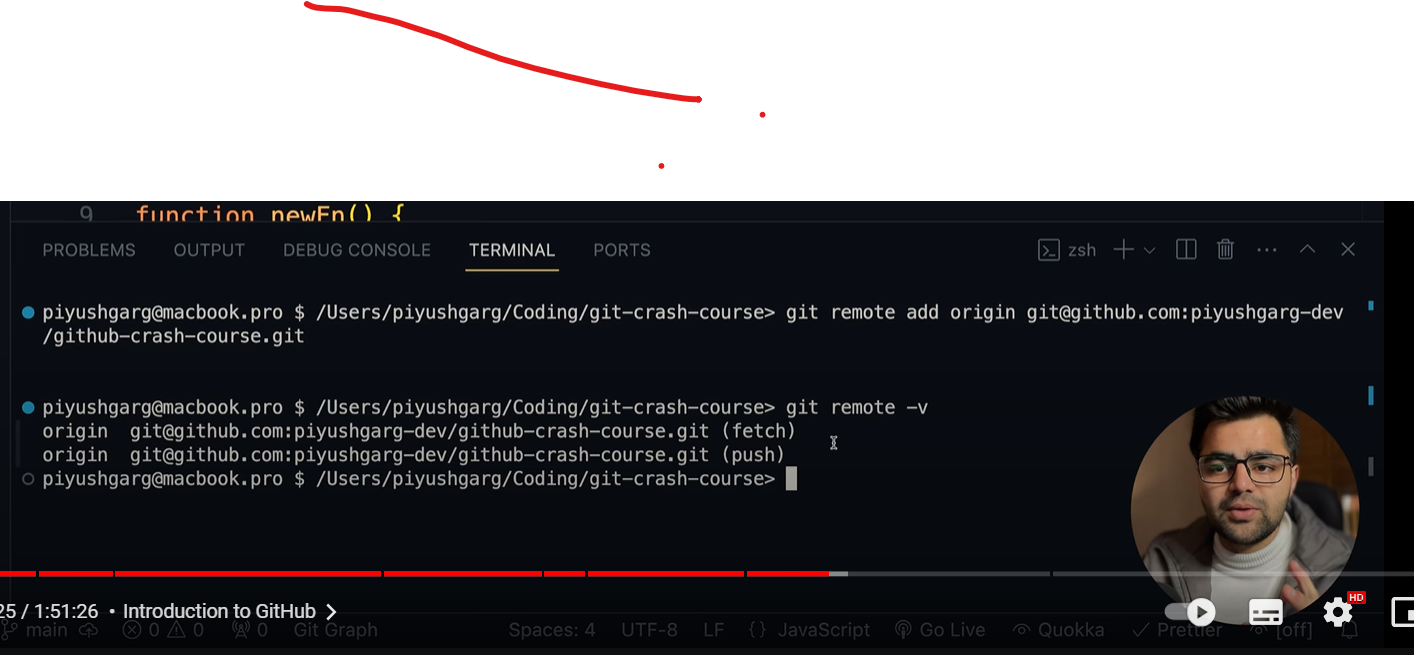 9 function newFn() {
PROBLEMS OUTPUT DEBUG CONSOLE TERMINAL PORTS zsh
piyushgarg@macbook.pro $ /Users/piyushgarg/Coding/git-crash-course> git remote add origin git@github.com:piyushgarg-dev
/github-crash-course.git
piyushgarg@macbook.pro $ /Users/piyushgarg/Coding/git-crash-course> git remote -v
origin git@github.com:piyushgarg-dev/github-crash-course.git (fetch)
origin git@github.com:piyushgarg-dev/github-crash-course.git (push)
piyushgarg@macbook.pro $ /Users/piyushgarg/Coding/git-crash-course>
25 / 1:51:26 • Introduction to GitHub
HD
main 0 0 0 Git Graph Spaces: 4 UTF-8 LF {} JavaScript Go Live Quokka Prettier [off]